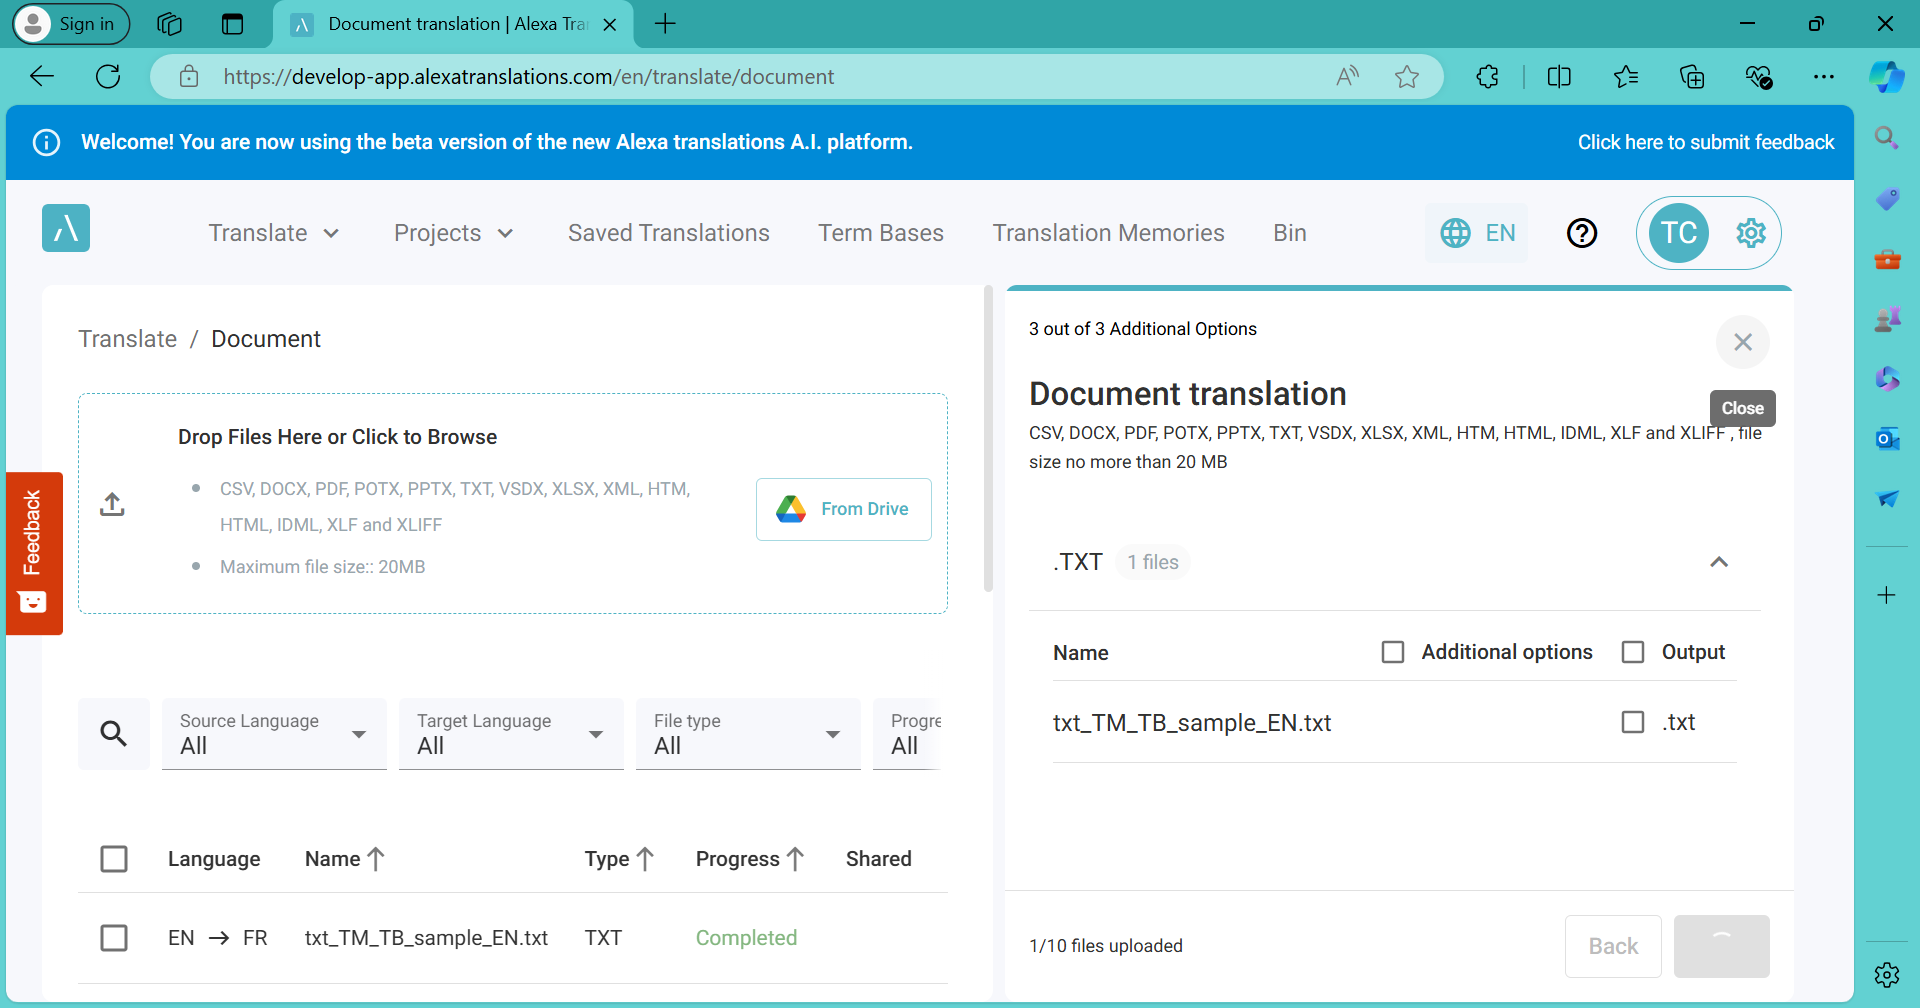 Sign in
Document translation | Alexa Tra
https://develop-app.alexatranslations.com/en/translate/document
Welcome! You are now using the beta version of the new Alexa translations A.I. platform.
Click here to submit feedback
Translate
Projects
Saved Translations
Term Bases
Translation Memories
Bin
EN
TC
Translate / Document
Drop Files Here or Click to Browse
CSV, DOCX, PDF, POTX, PPTX, TXT, VSDX, XLSX, XML, HTM,
HTML, IDML, XLF and XLIFF
Maximum file size:: 20MB
From Drive
Feedback
Source Language
All
Target Language
All
File type
All
Progre
All
Language Name Type Progress Shared
EN → FR txt_TM_TB_sample_EN.txt TXT Completed
3 out of 3 Additional Options
Document translation
Close
CSV, DOCX, PDF, POTX, PPTX, TXT, VSDX, XLSX, XML, HTM, HTML, IDML, XLF and XLIFF , file
size no more than 20 MB
.TXT 1 files
Name Additional options Output
txt_TM_TB_sample_EN.txt .txt
1/10 files uploaded
Back